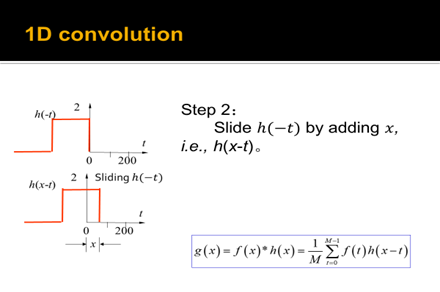 1D convolution
Step 2：
Slide h(−t) by adding x,
i.e., h(x-t)。
h(-t)
2
t
0 200
h(x-t)
2 Sliding h(−t)
t
0 200
x
g(x) = f(x)* h(x) = \frac{1}{M} \sum_{t=0}^{M-1} f(t)h(x−t)